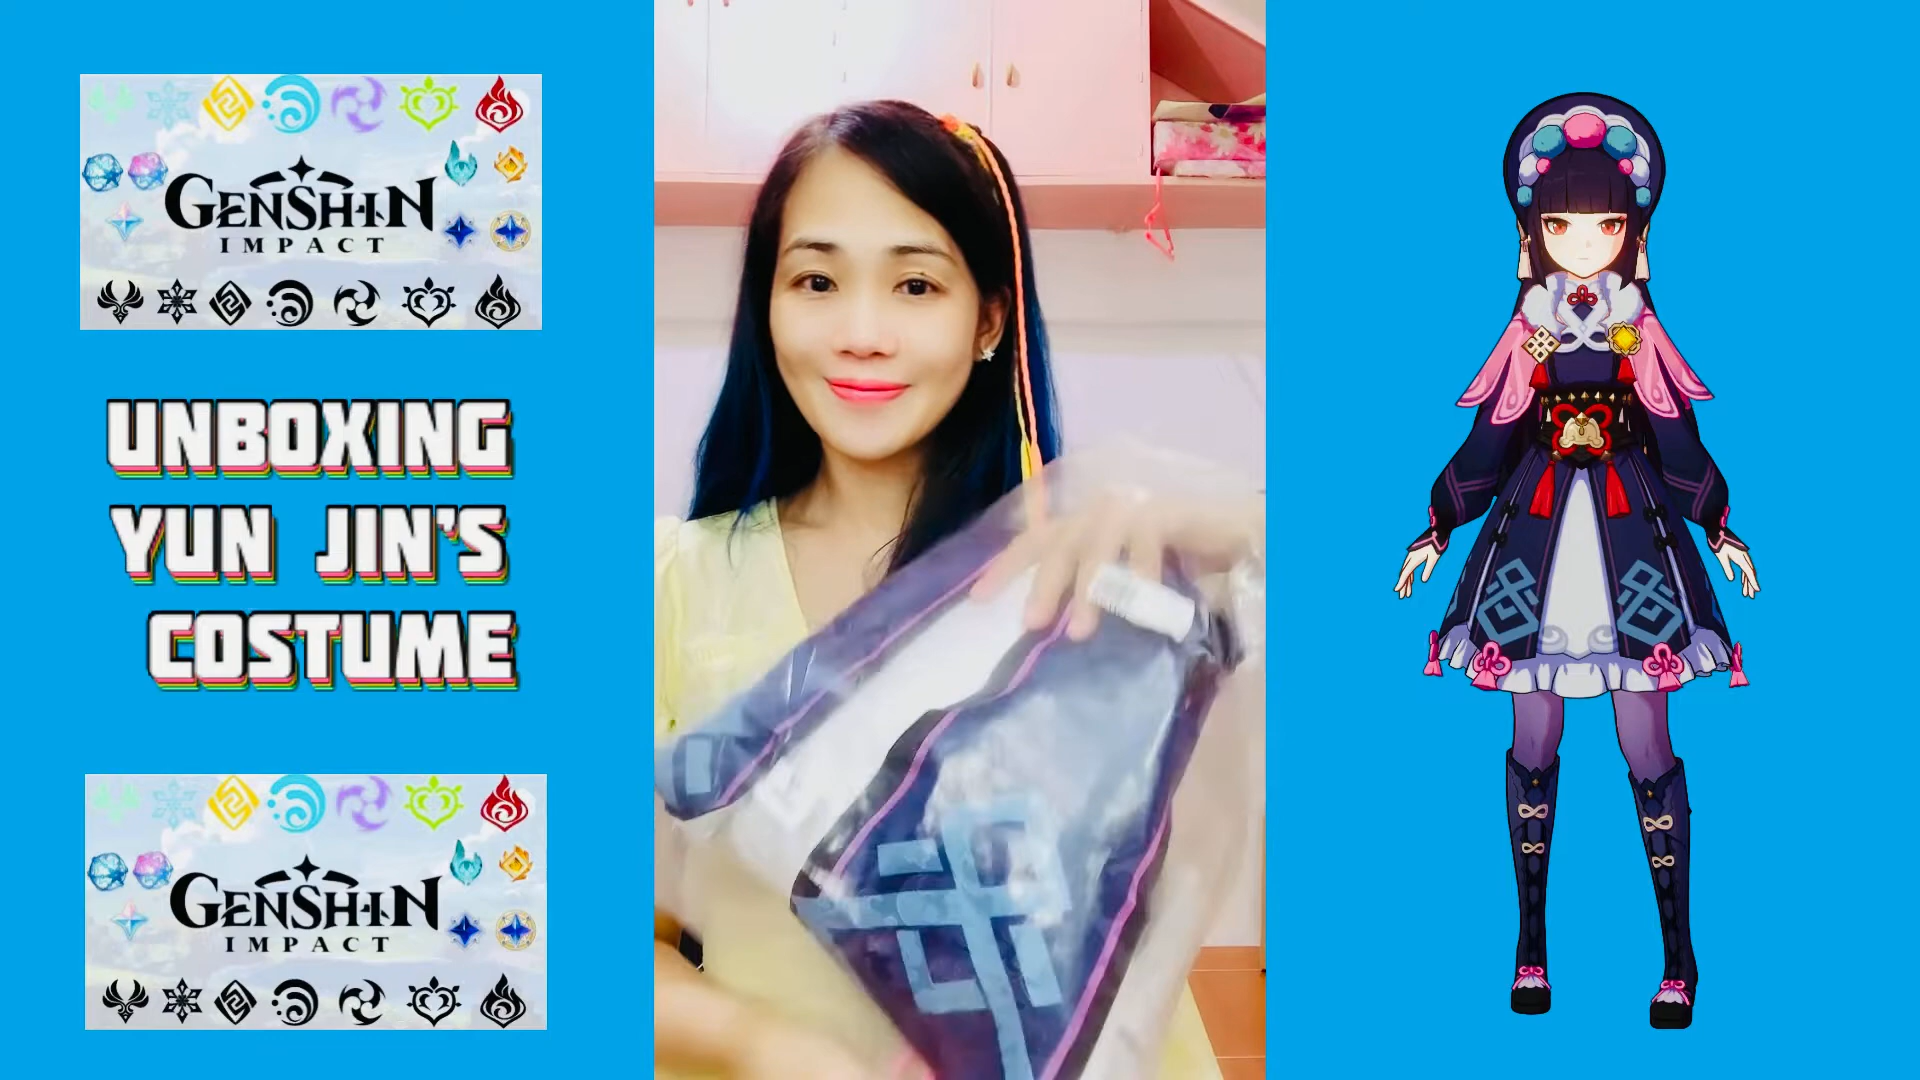 GENSHIN
IMPACT
UNBOXING
YUN JIN'S
COSTUME
GENSHIN
IMPACT